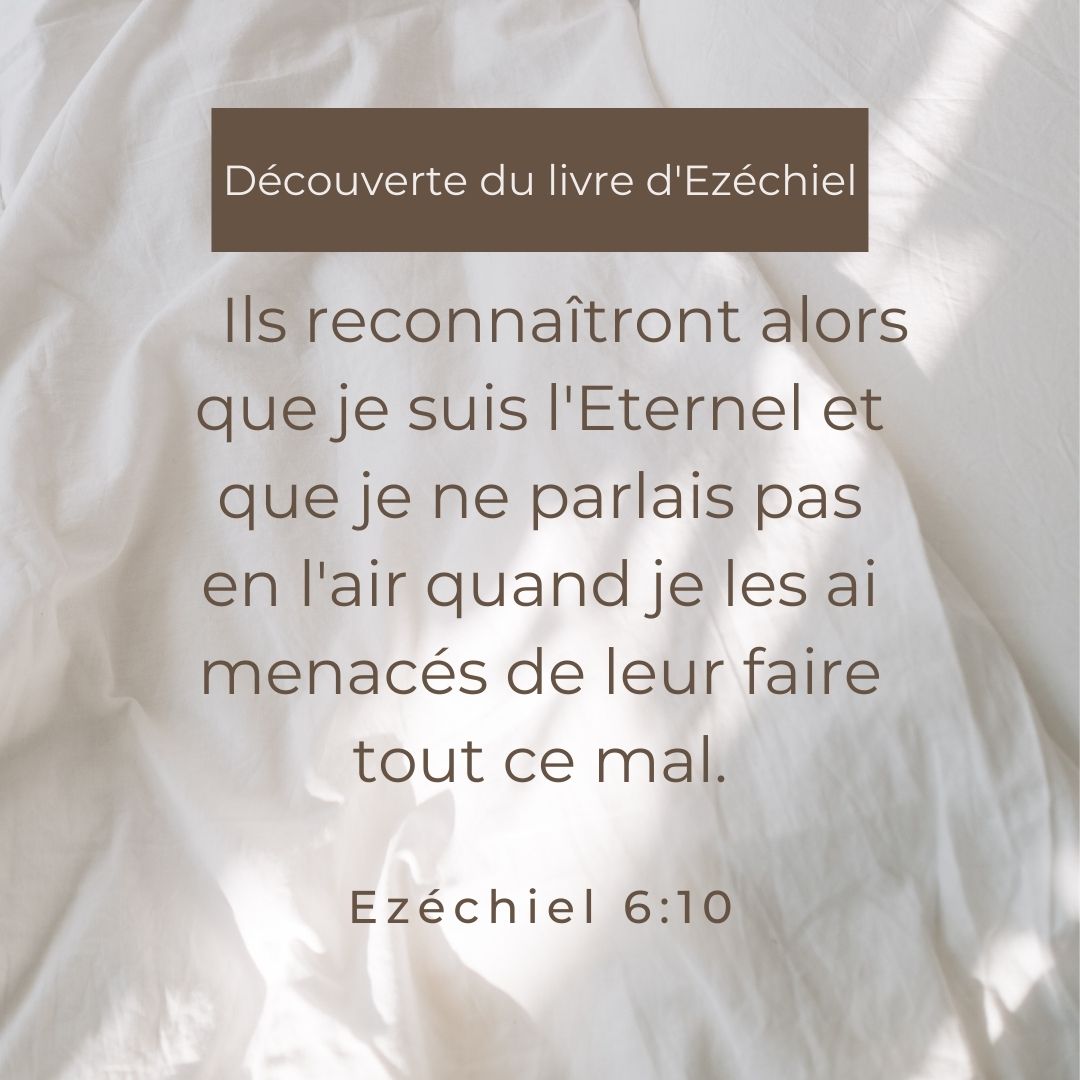 Découverte du livre d'Ezéchiel
Ils reconnaîtront alors
que je suis l'Eternel et
que je ne parlais pas
en l'air quand je les ai
menacés de leur faire
tout ce mal.
Ezéchiel 6:10